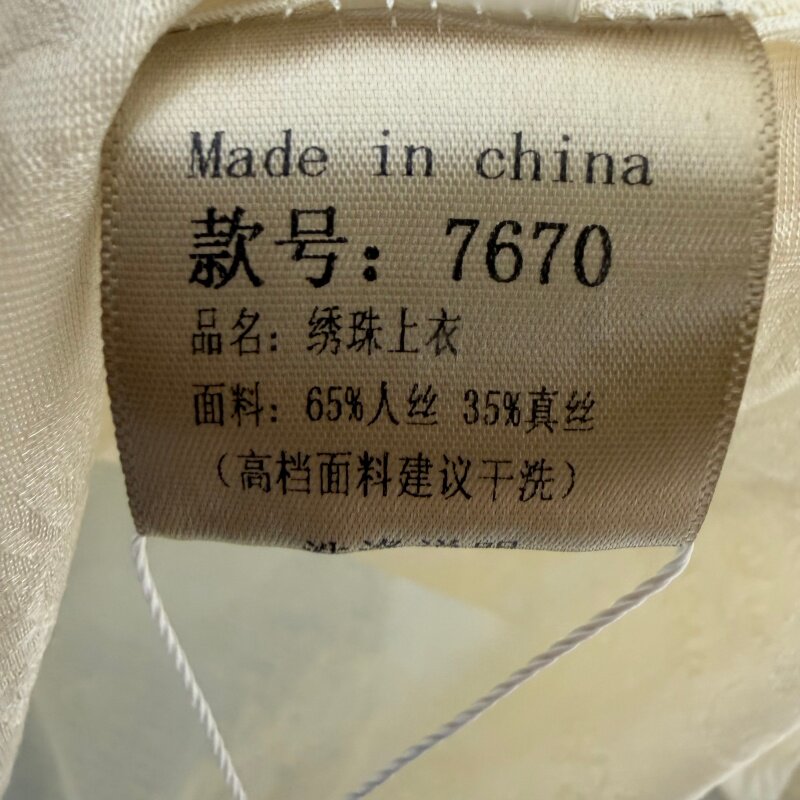 Made in china
款号: 7670
品名: 绣珠上衣
面料: 65%人丝 35%真丝
(高档面料建议干洗)